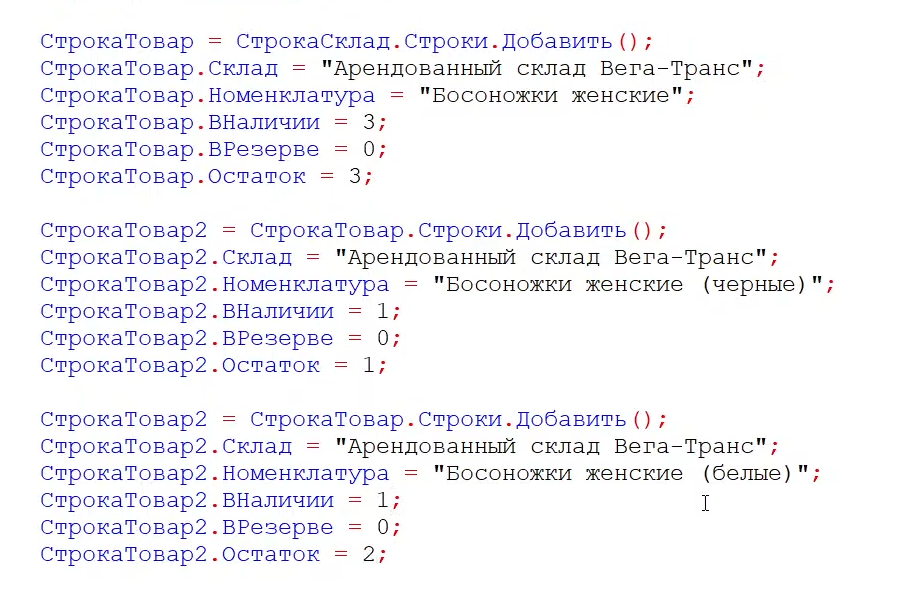 СтрокаТовар = СтрокаСклад.Строки.Добавить();
СтрокаТовар.Склад = "Арендованный склад Вега-Транс";
СтрокаТовар.Номенклатура = "Босоножки женские";
СтрокаТовар.ВНаличии = 3;
СтрокаТовар.ВРезерве = 0;
СтрокаТовар.Остаток = 3;

СтрокаТовар2 = СтрокаТовар.Строки.Добавить();
СтрокаТовар2.Склад = "Арендованный склад Вега-Транс";
СтрокаТовар2.Номенклатура = "Босоножки женские (черные)";
СтрокаТовар2.ВНаличии = 1;
СтрокаТовар2.ВРезерве = 0;
СтрокаТовар2.Остаток = 1;

СтрокаТовар2 = СтрокаТовар.Строки.Добавить();
СтрокаТовар2.Склад = "Арендованный склад Вега-Транс";
СтрокаТовар2.Номенклатура = "Босоножки женские (белые)";
СтрокаТовар2.ВНаличии = 1;
СтрокаТовар2.ВРезерве = 0;
СтрокаТовар2.Остаток = 2;